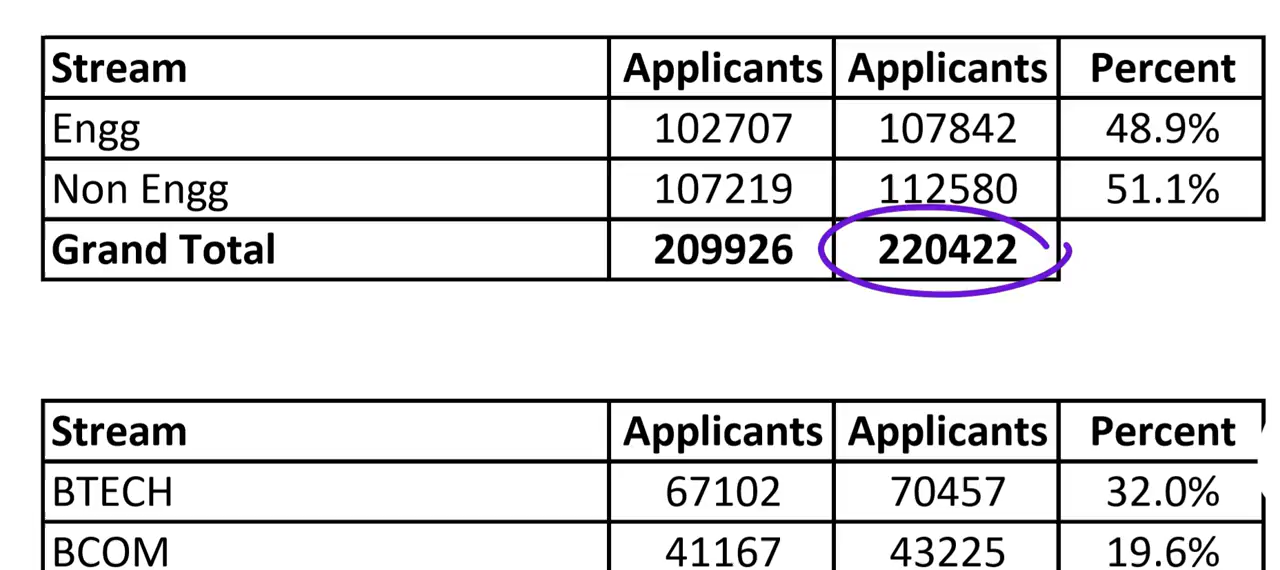 Stream Applicants Applicants Percent
Engg 102707 107842 48.9%
Non Engg 107219 112580 51.1%
Grand Total 209926 220422
Stream Applicants Applicants Percent
BTECH 67102 70457 32.0%
BCOM 41167 43225 19.6%